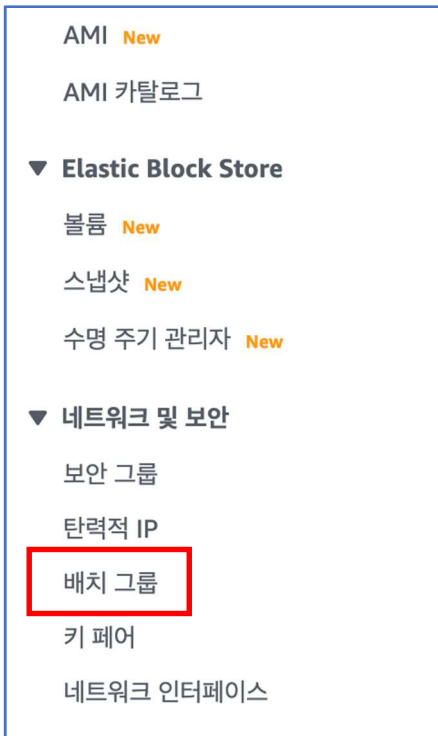 AMI New
AMI 카탈로그
▼ Elastic Block Store
볼륨 New
스냅샷 New
수명 주기 관리자 New
▼ 네트워크 및 보안
보안 그룹
탄력적 IP
배치 그룹
키 페어
네트워크 인터페이스